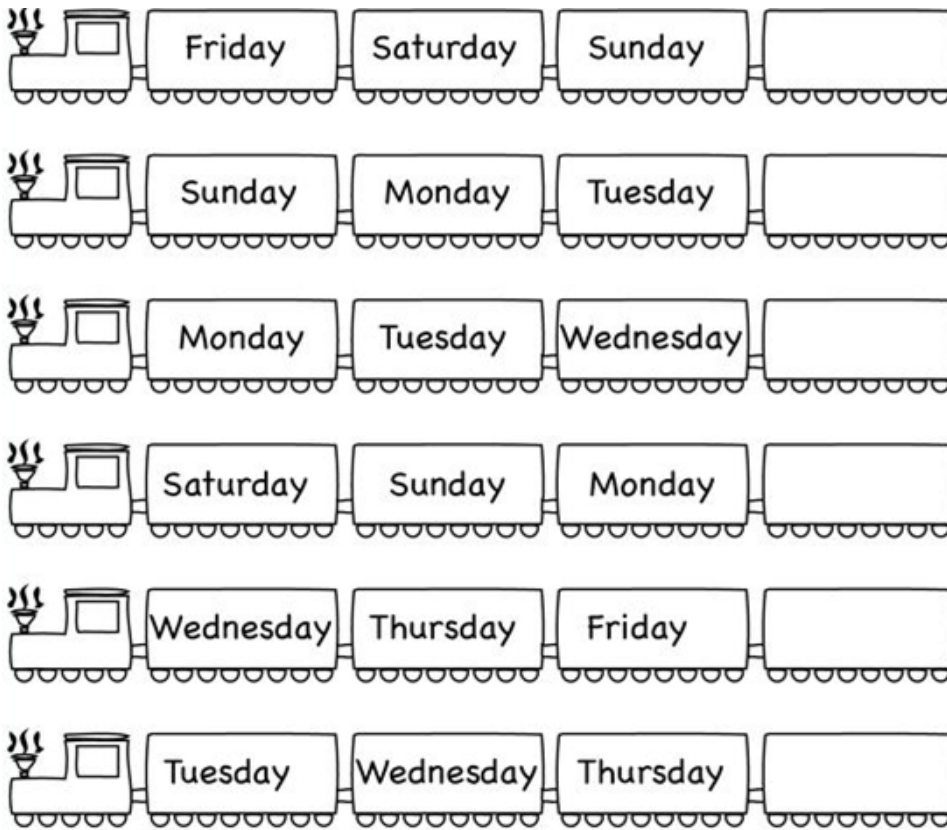 Friday Saturday Sunday
Sunday Monday Tuesday
Monday Tuesday Wednesday
Saturday Sunday Monday
Wednesday Thursday Friday
Tuesday Wednesday Thursday